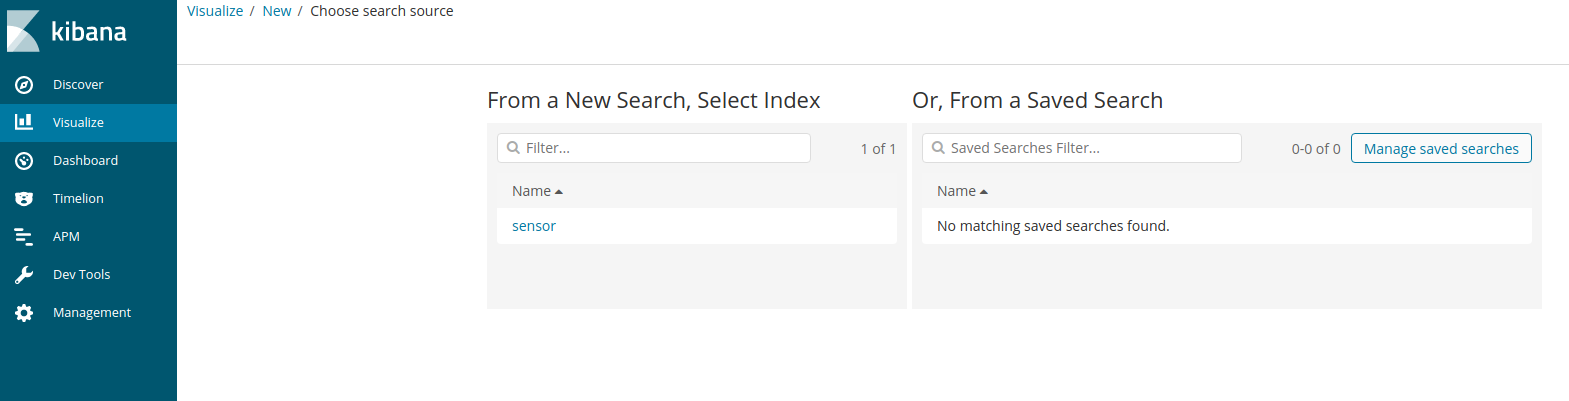 kibana
Discover
Visualize
Dashboard
Timelion
APM
Dev Tools
Management
Visualize / New / Choose search source
From a New Search, Select Index
Filter...
1 of 1
Name
sensor
Or, From a Saved Search
Saved Searches Filter...
0-0 of 0
Manage saved searches
Name
No matching saved searches found.